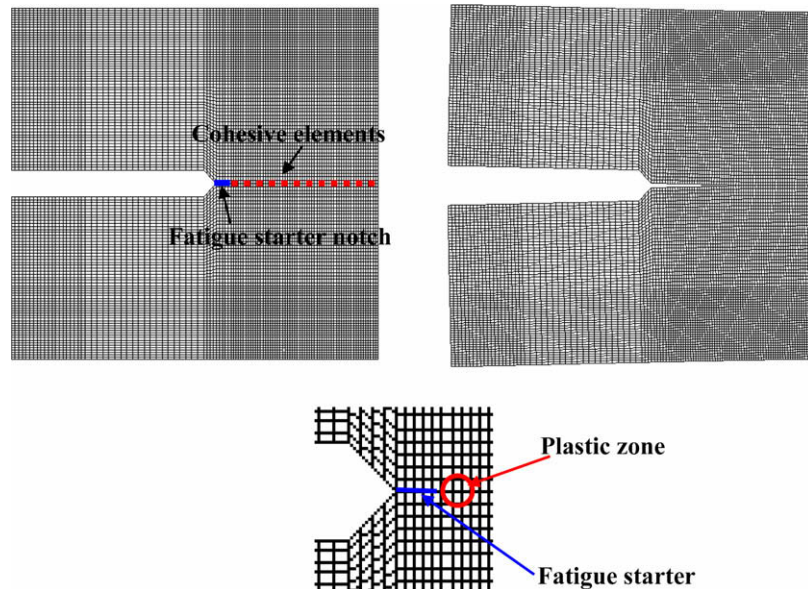 Cohesive elements
Fatigue starter notch
Plastic zone
Fatigue starter